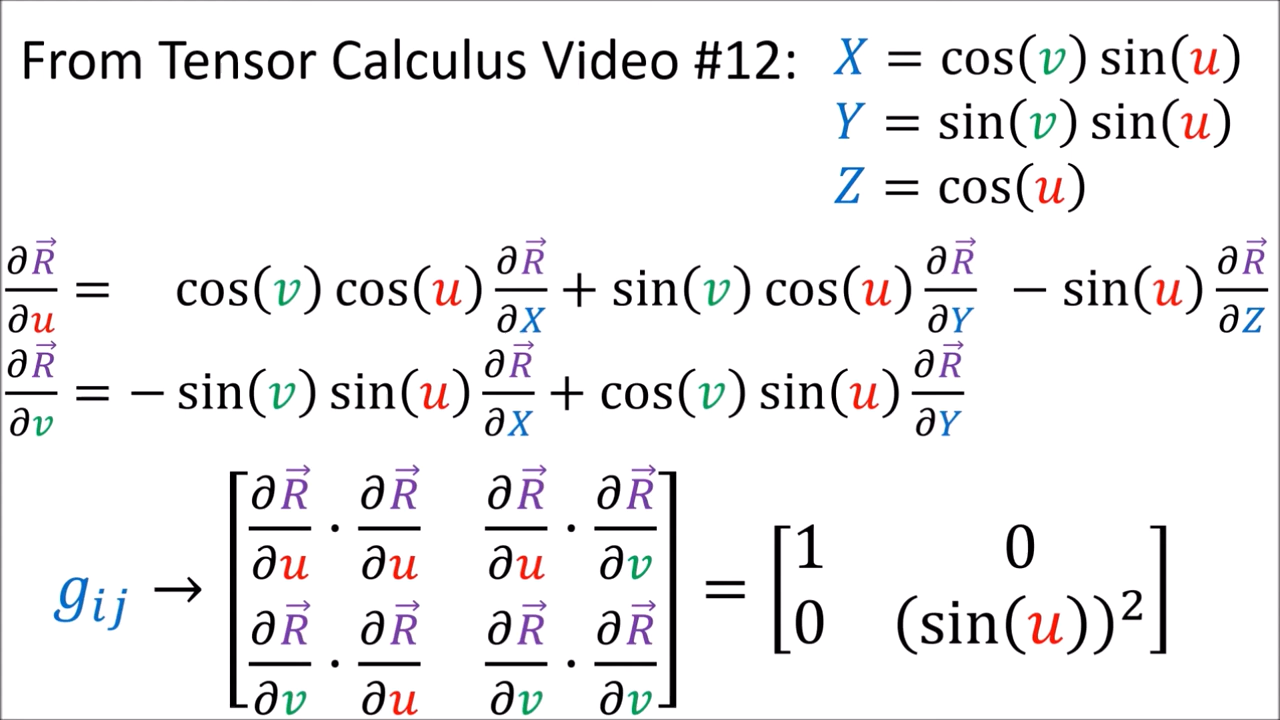 From Tensor Calculus Video #12: X = cos(v) sin(u)
Y = sin(v) sin(u)
Z = cos(u)
∂R⃗/∂u = cos(v) cos(u) ∂R⃗/∂X + sin(v) cos(u) ∂R⃗/∂Y − sin(u) ∂R⃗/∂Z
∂R⃗/∂v = − sin(v) sin(u) ∂R⃗/∂X + cos(v) sin(u) ∂R⃗/∂Y
g_ij → [∂R⃗/∂u · ∂R⃗/∂u ∂R⃗/∂u · ∂R⃗/∂v
∂R⃗/∂v · ∂R⃗/∂u ∂R⃗/∂v · ∂R⃗/∂v] = [1 0
0 (sin(u))²]